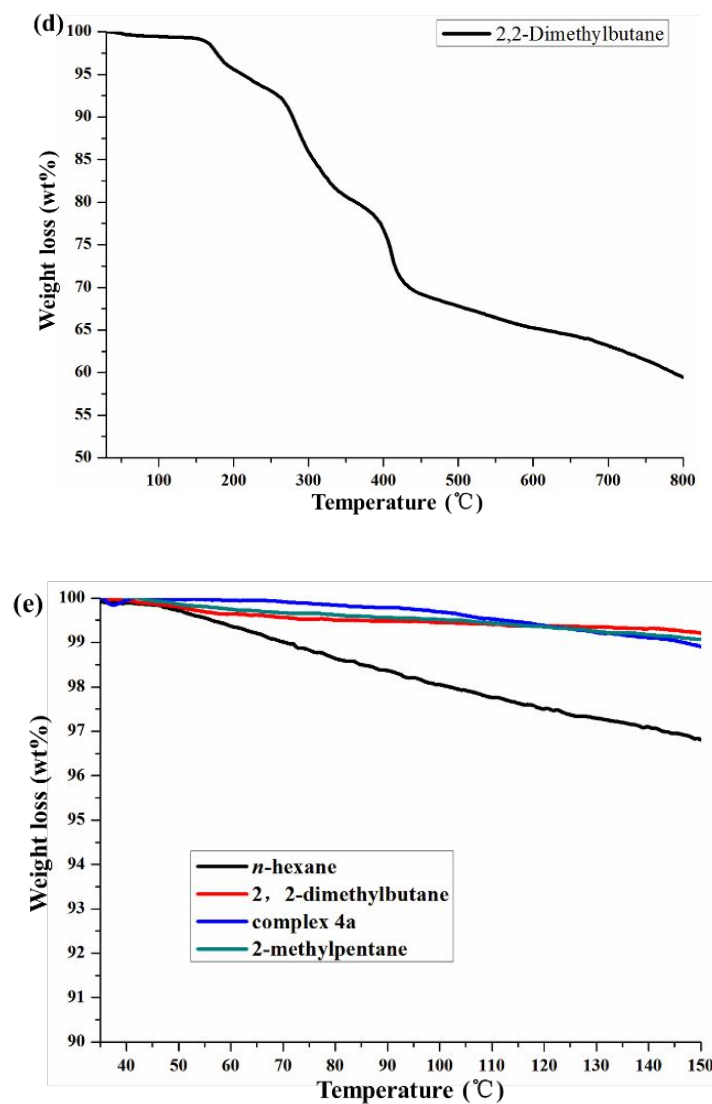 (d)
2,2-Dimethylbutane
100
95
90
85
80
75
70
65
60
55
50
Weight loss (wt%)
100 200 300 400 500 600 700 800
Temperature (℃)
(e)
100
99
98
97
96
95
94
93
92
91
90
Weight loss (wt%)
n-hexane
2，2-dimethylbutane
complex 4a
2-methylpentane
40 50 60 70 80 90 100 110 120 130 140 150
Temperature (℃)